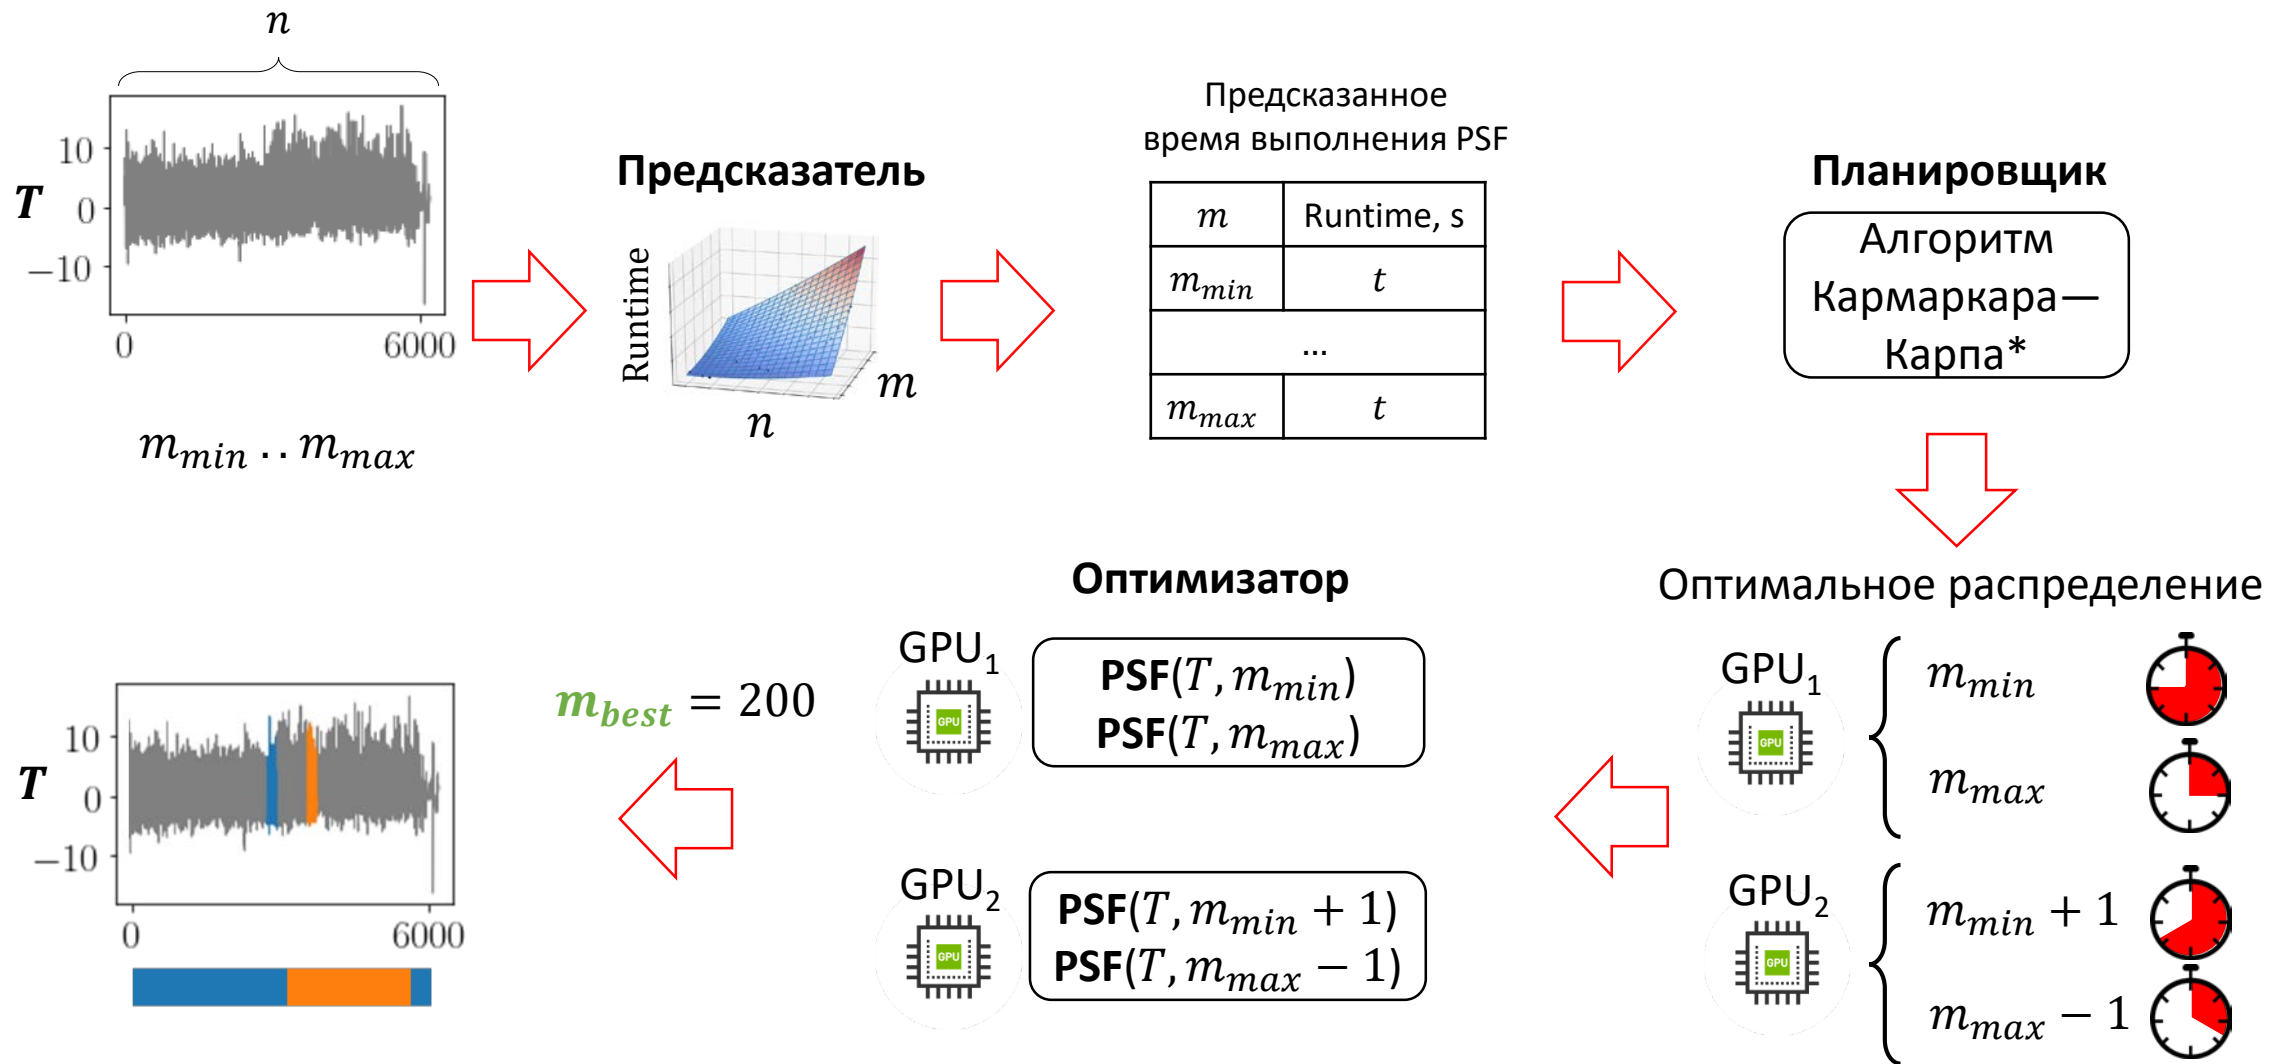 n
10
T 0
−10
0 6000
m_min .. m_max
Предсказатель
Runtime
n
m
Предсказанное
время выполнения PSF
m Runtime, s
m_min t
...
m_max t
Планировщик
Алгоритм
Кармаркара—
Карпа*
Оптимальное распределение
GPU₁
GPU
m_min
m_max
GPU₂
GPU
m_min + 1
m_max − 1
Оптимизатор
GPU₁
GPU
PSF(T, m_min)
PSF(T, m_max)
GPU₂
GPU
PSF(T, m_min + 1)
PSF(T, m_max − 1)
m_best = 200
10
T 0
−10
0 6000